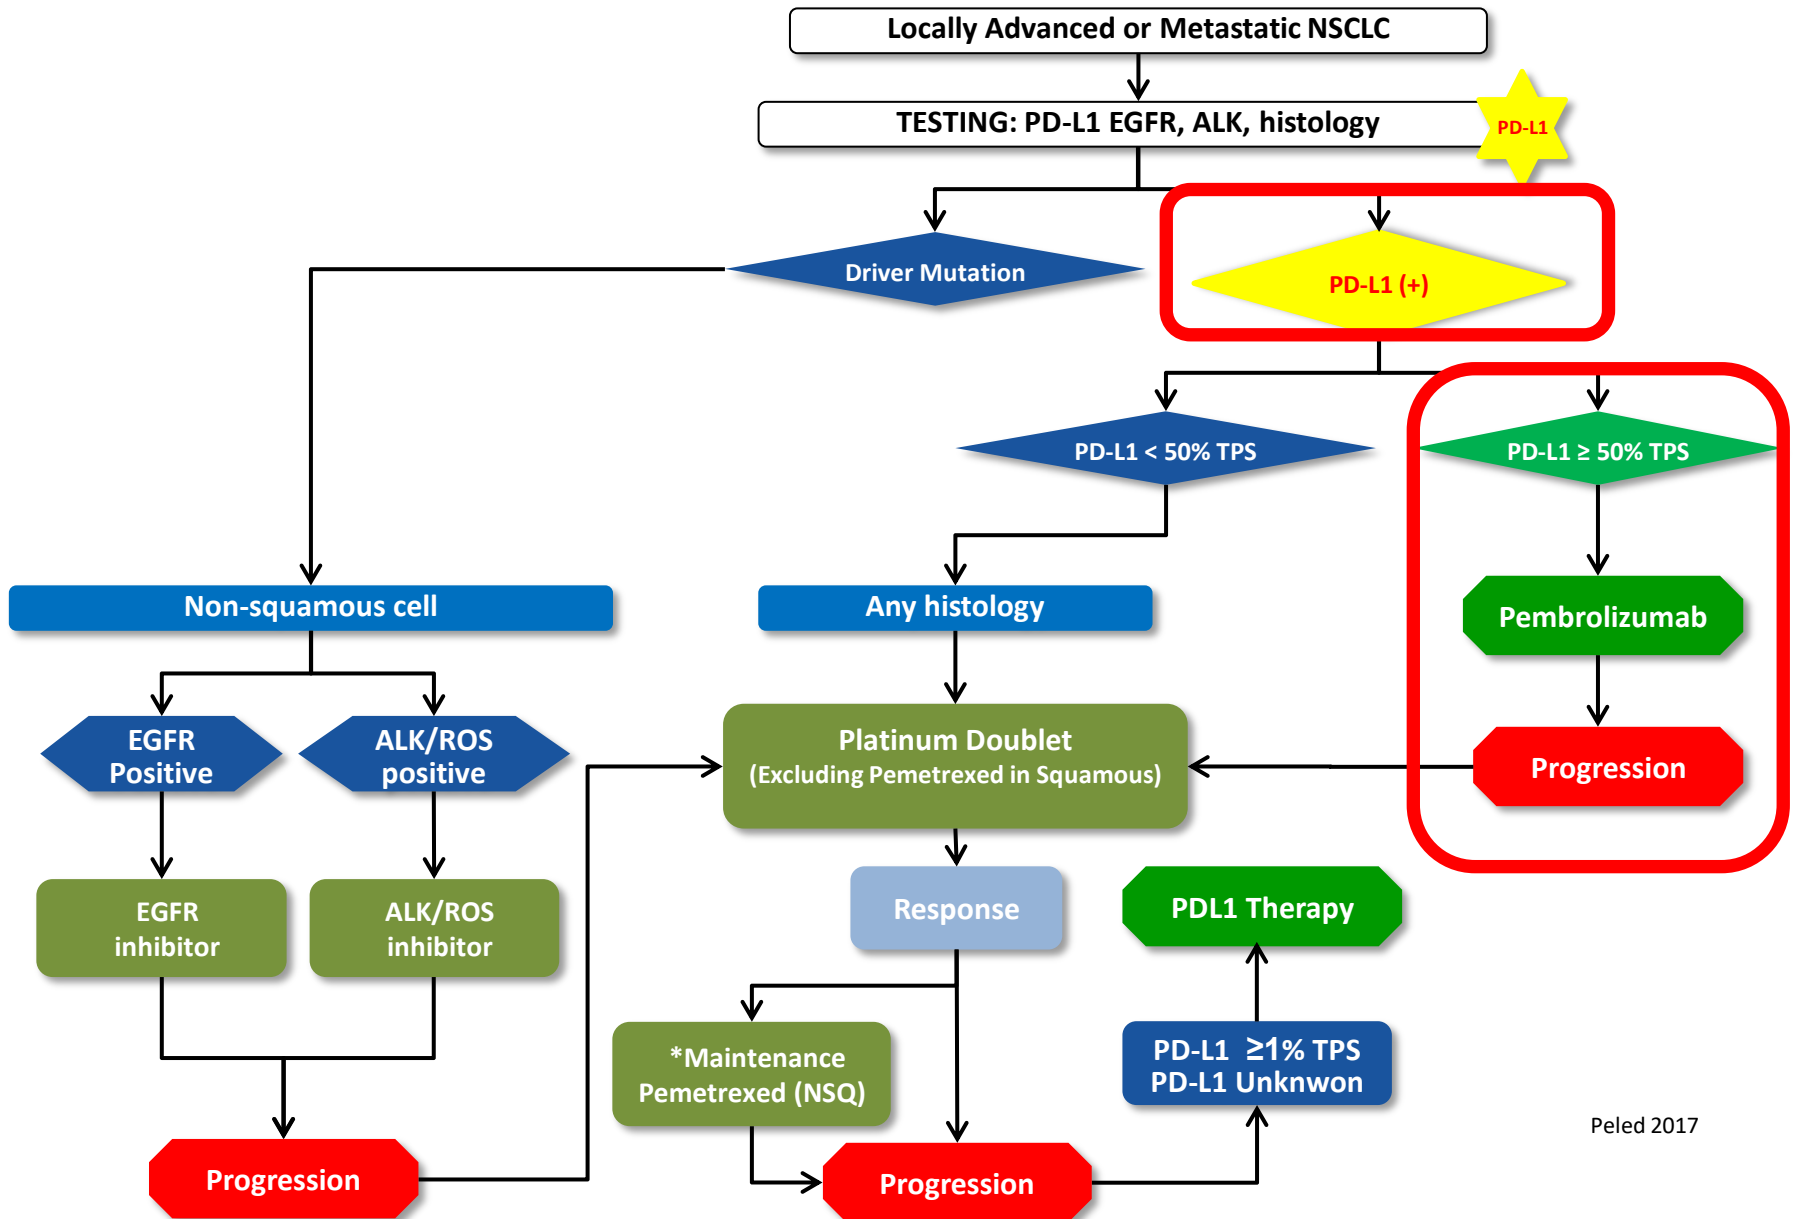 Locally Advanced or Metastatic NSCLC
TESTING: PD-L1 EGFR, ALK, histology
PD-L1
Driver Mutation
PD-L1 (+)
PD-L1 < 50% TPS
PD-L1 ≥ 50% TPS
Non-squamous cell
Any histology
Pembrolizumab
EGFR
Positive
ALK/ROS
positive
Platinum Doublet
(Excluding Pemetrexed in Squamous)
Progression
EGFR
inhibitor
ALK/ROS
inhibitor
Response
PDL1 Therapy
*Maintenance
Pemetrexed (NSQ)
PD-L1 ≥1% TPS
PD-L1 Unknwon
Peled 2017
Progression
Progression